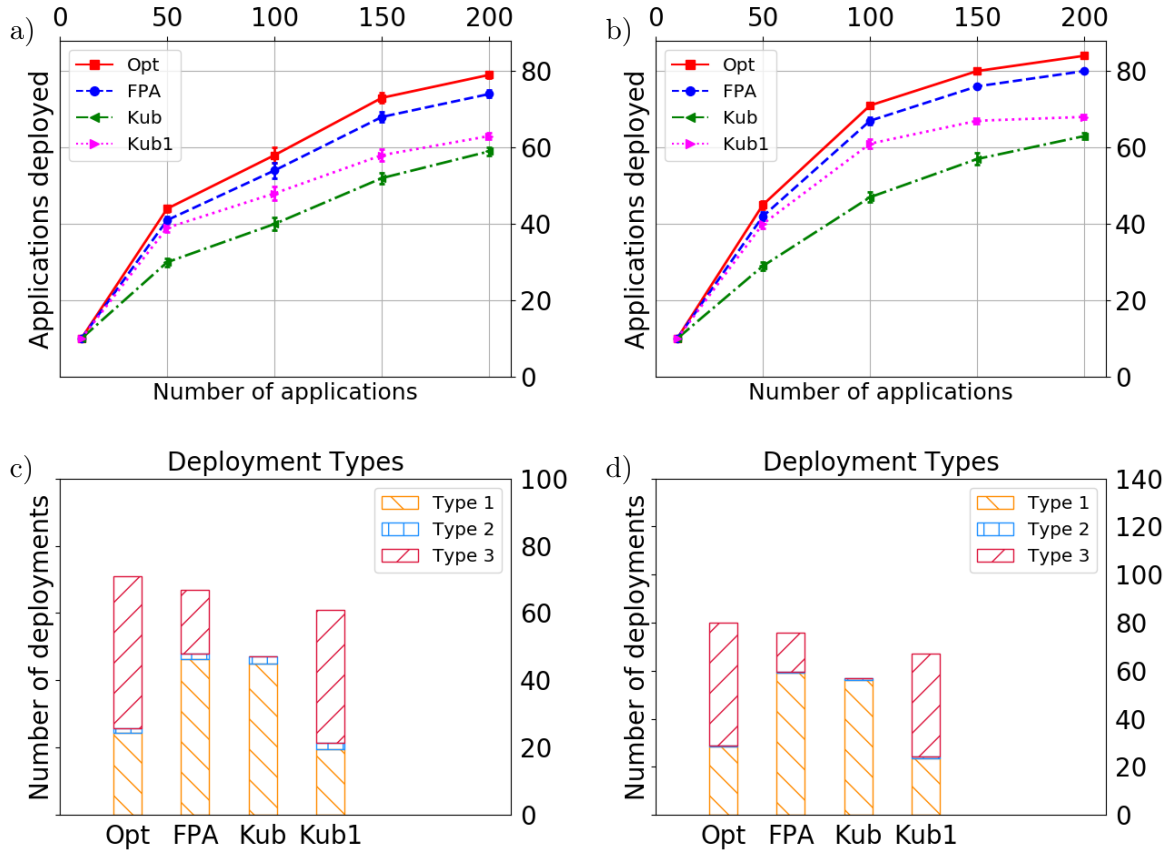 a)
0 50 100 150 200
Opt
FPA
Kub
Kub1
Applications deployed
80
60
40
20
0
Number of applications
b)
0 50 100 150 200
Opt
FPA
Kub
Kub1
Applications deployed
80
60
40
20
0
Number of applications
c)
Deployment Types
Type 1
Type 2
Type 3
Number of deployments
100
80
60
40
20
0
Opt FPA Kub Kub1
d)
Deployment Types
Type 1
Type 2
Type 3
Number of deployments
140
120
100
80
60
40
20
0
Opt FPA Kub Kub1